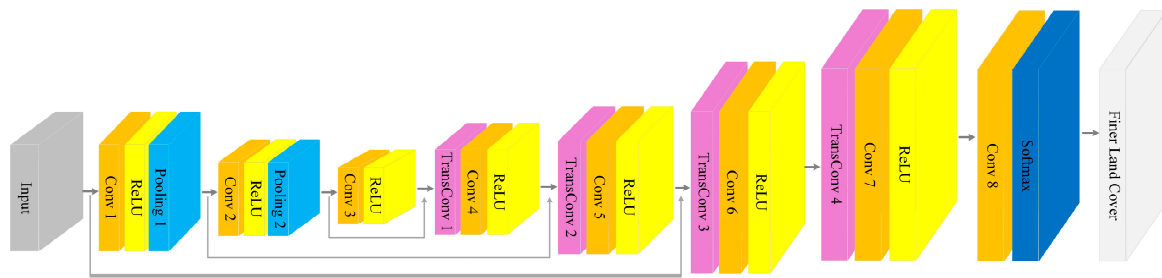 Input
Conv 1
ReLU
Pooling 1
Conv 2
ReLU
Pooling 2
Conv 3
ReLU
TransConv 1
Conv 4
ReLU
TransConv 2
Conv 5
ReLU
TransConv 3
Conv 6
ReLU
TransConv 4
Conv 7
ReLU
Conv 8
Softmax
Finer Land Cover